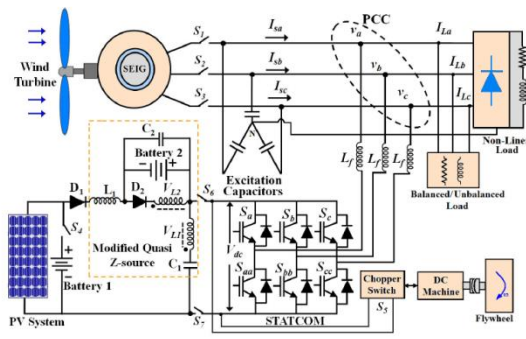 S1
S2
S3
Isa
Isb
Isc
PCC
va
vb
vc
ILa
ILb
ILc
Wind
Turbine
SEIG
N
Excitation
Capacitors
Lf
Lf
Lf
Non-Linear
Load
Balanced/Unbalanced
Load
C2
Battery 2
D1
D2
VL2
VL1
C1
Modified Quasi
Z-source
S4
Battery 1
PV System
S6
S7
Vdc
Sa
Sb
Sc
Saa
Sbb
Scc
STATCOM
Chopper
Switch
S5
DC
Machine
Flywheel